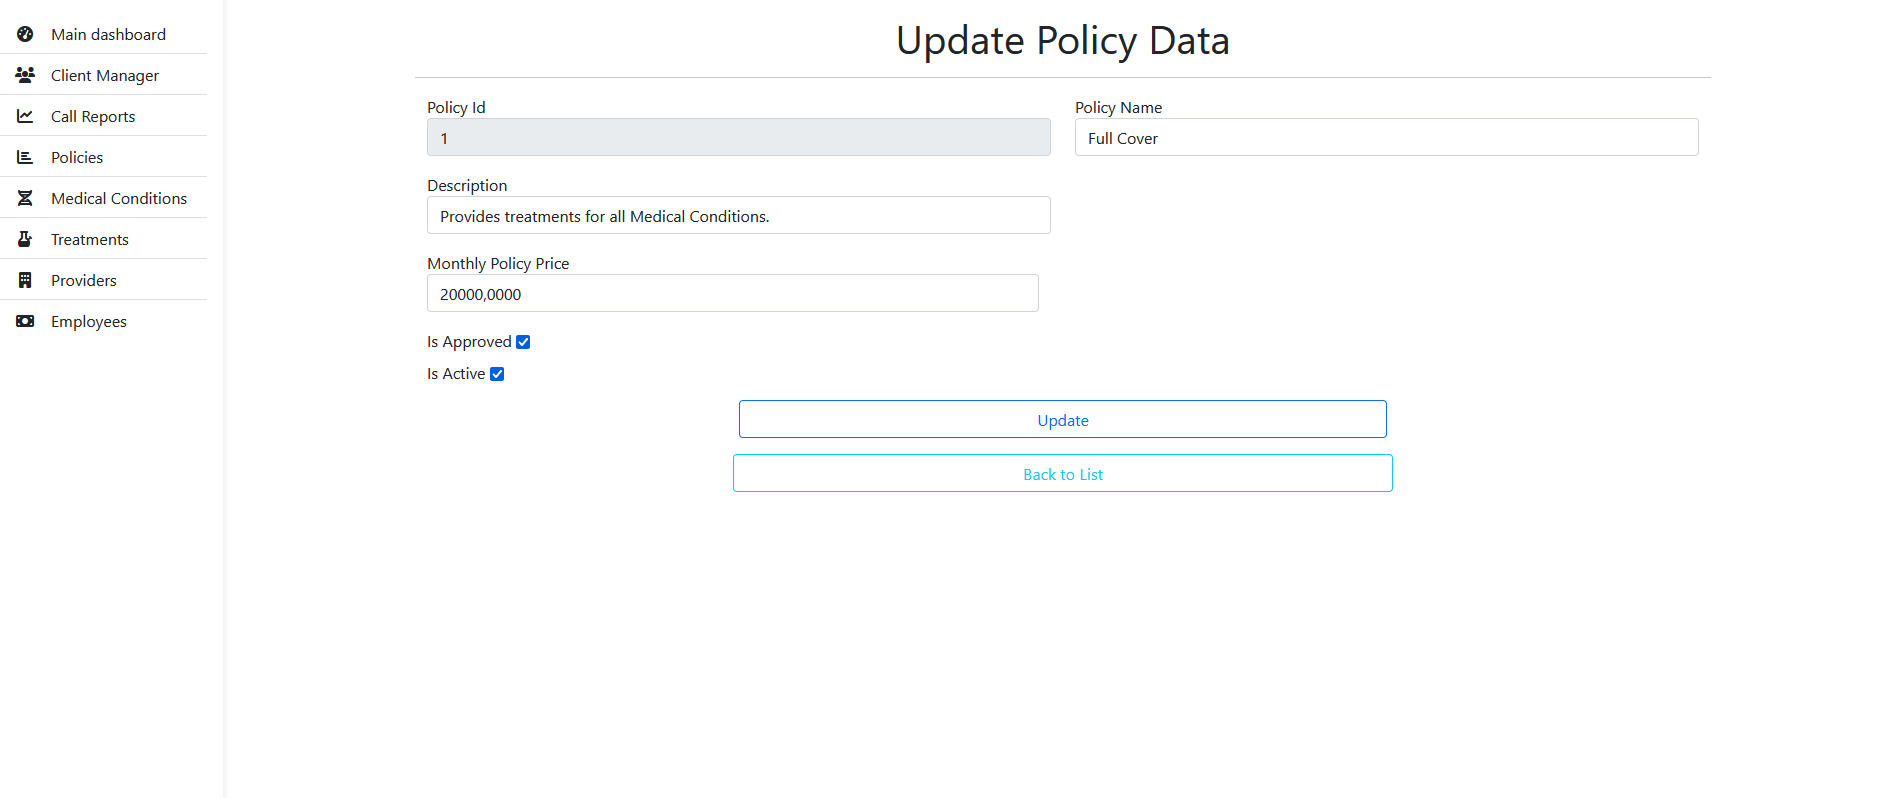 Main dashboard
Client Manager
Call Reports
Policies
Medical Conditions
Treatments
Providers
Employees
Update Policy Data
Policy Id
1
Policy Name
Full Cover
Description
Provides treatments for all Medical Conditions.
Monthly Policy Price
20000,0000
Is Approved
Is Active
Update
Back to List